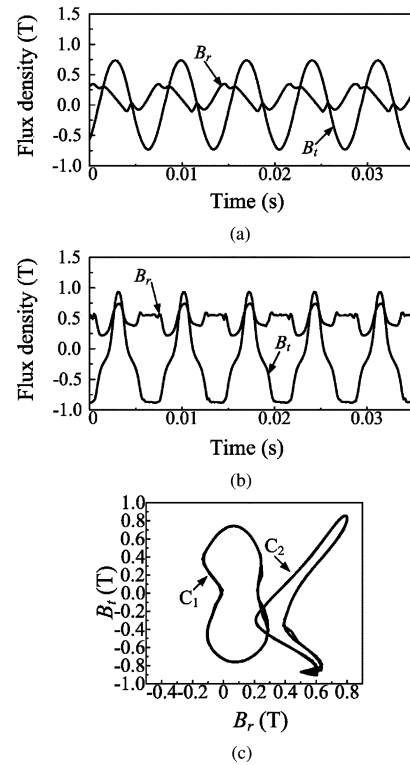 Flux density (T)
1.5
1.0
0.5
0.0
-0.5
-1.0
B_r
B_t
0
0.01
0.02
0.03
Time (s)
(a)
Flux density (T)
1.5
1.0
0.5
0.0
-0.5
-1.0
B_r
B_t
0
0.01
0.02
0.03
Time (s)
(b)
B_t (T)
1.0
0.8
0.6
0.4
0.2
0.0
-0.2
-0.4
-0.6
-0.8
-1.0
C_1
C_2
-0.4
-0.2
0
0.2
0.4
0.6
0.8
B_r (T)
(c)